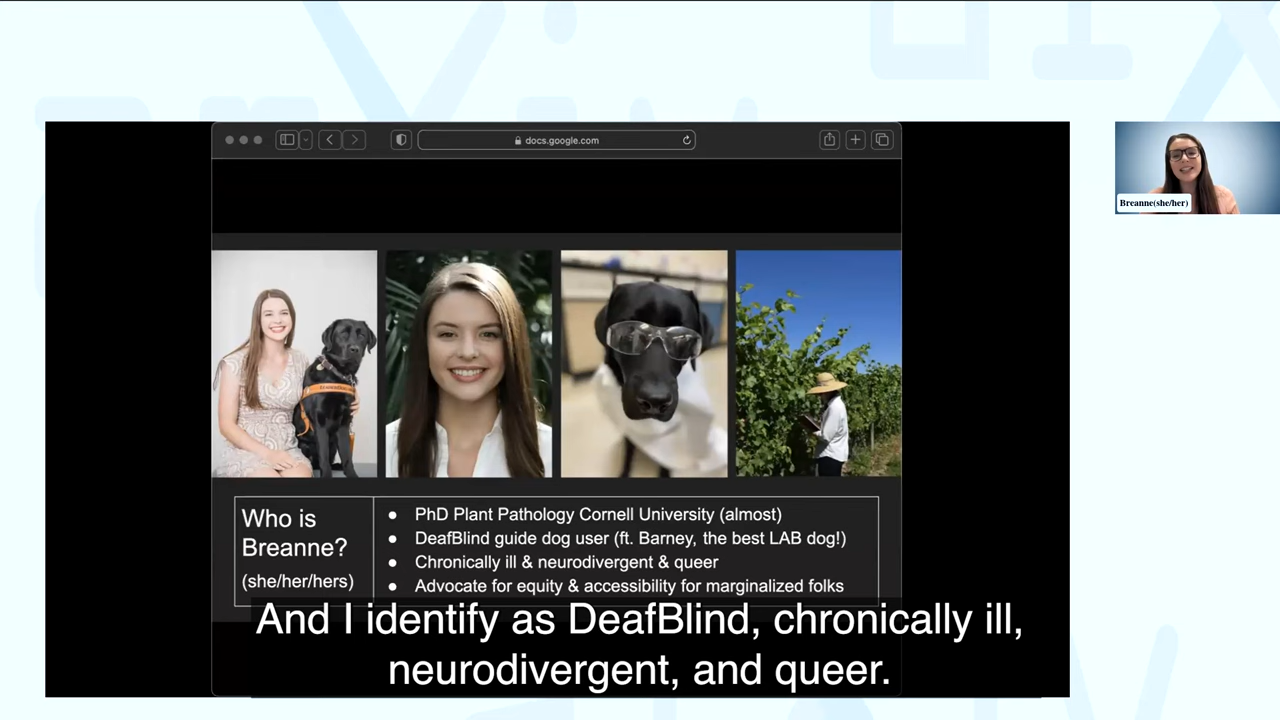 docs.google.com
Breanne(she/her)
Who is
Breanne?
(she/her/hers)
● PhD Plant Pathology Cornell University (almost)
● DeafBlind guide dog user (ft. Barney, the best LAB dog!)
● Chronically ill & neurodivergent & queer
● Advocate for equity & accessibility for marginalized folks
And I identify as DeafBlind, chronically ill,
neurodivergent, and queer.